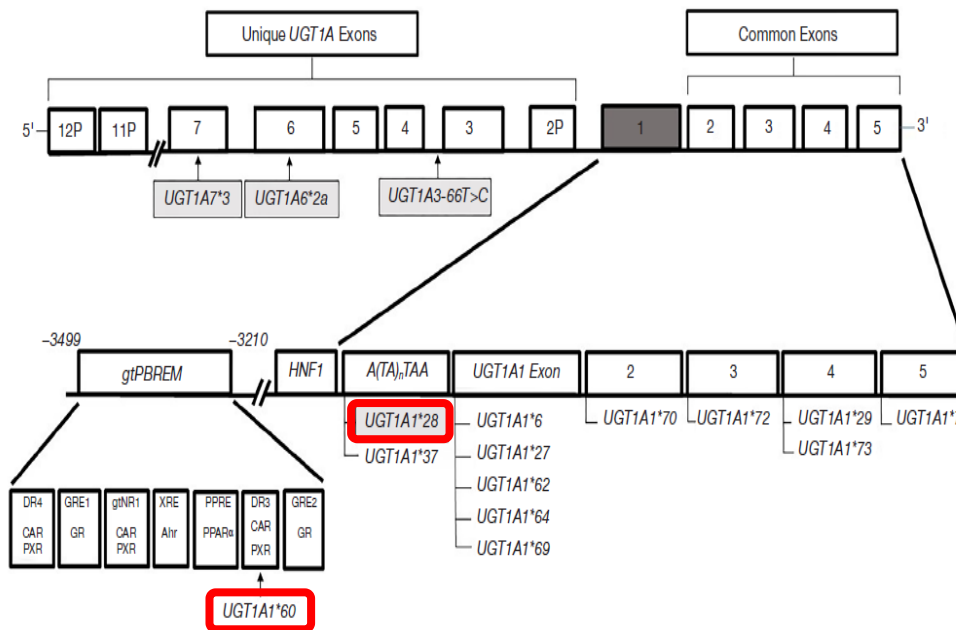 Unique UGT1A Exons
Common Exons
5'
12P
11P
7
6
5
4
3
2P
1
2
3
4
5
3'
UGT1A7*3
UGT1A6*2a
UGT1A3-66T>C
–3499
–3210
gtPBREM
HNF1
A(TA)nTAA
UGT1A1 Exon
2
3
4
5
UGT1A1*28
UGT1A1*37
UGT1A1*6
UGT1A1*27
UGT1A1*62
UGT1A1*64
UGT1A1*69
UGT1A1*70
UGT1A1*72
UGT1A1*29
UGT1A1*73
DR4
CAR
PXR
GRE1
GR
gtNR1
CAR
PXR
XRE
Ahr
PPRE
PPARα
DR3
CAR
PXR
GRE2
GR
UGT1A1*60